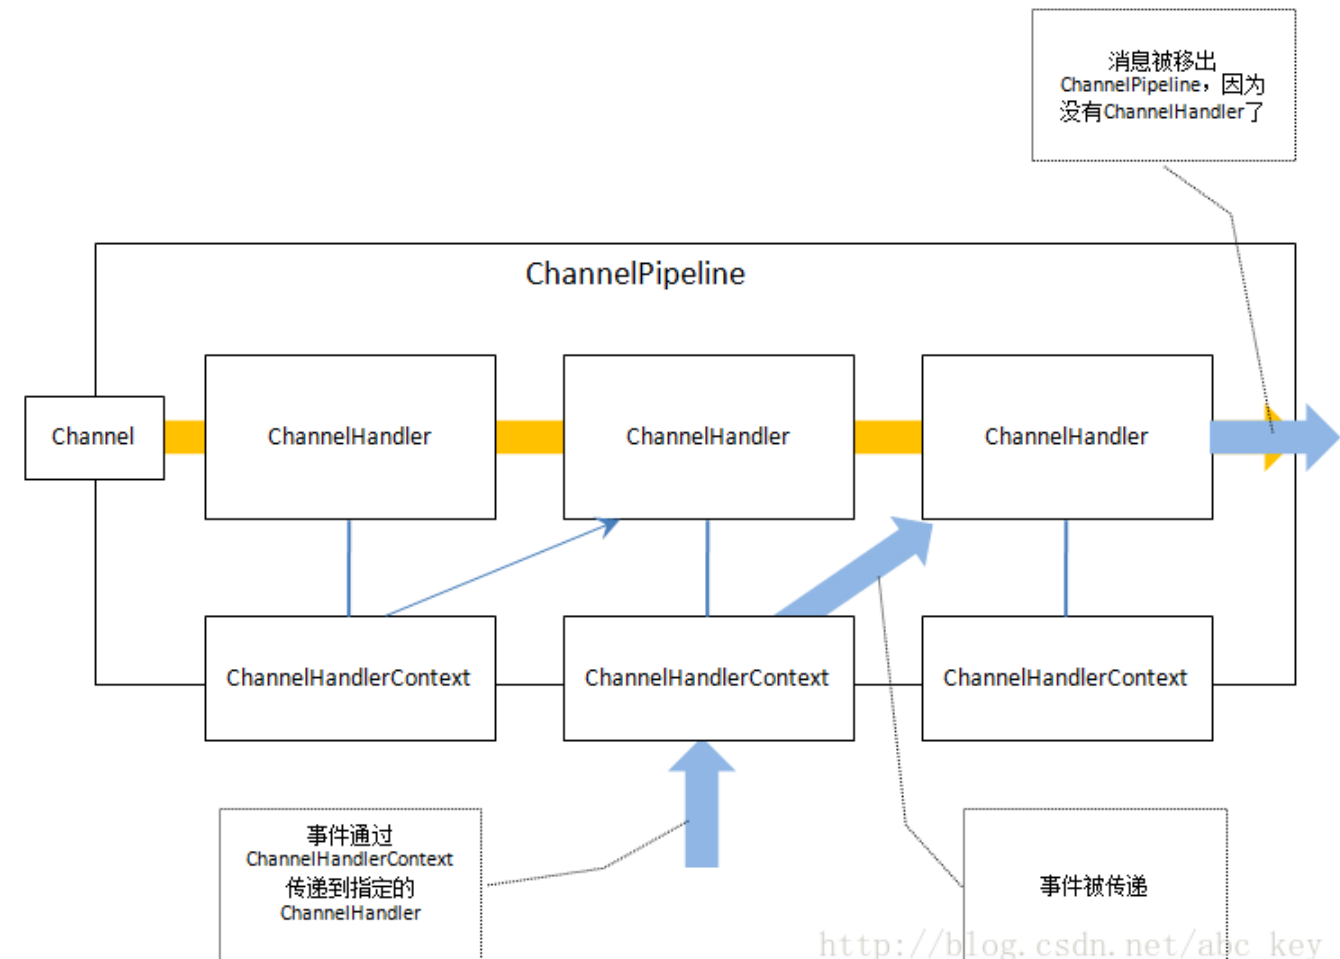 消息被移出
ChannelPipeline，因为
没有ChannelHandler了
ChannelPipeline
Channel
ChannelHandler
ChannelHandler
ChannelHandler
ChannelHandlerContext
ChannelHandlerContext
ChannelHandlerContext
事件通过
ChannelHandlerContext
传递到指定的
ChannelHandler
事件被传递
http://blog.csdn.net/abc_key